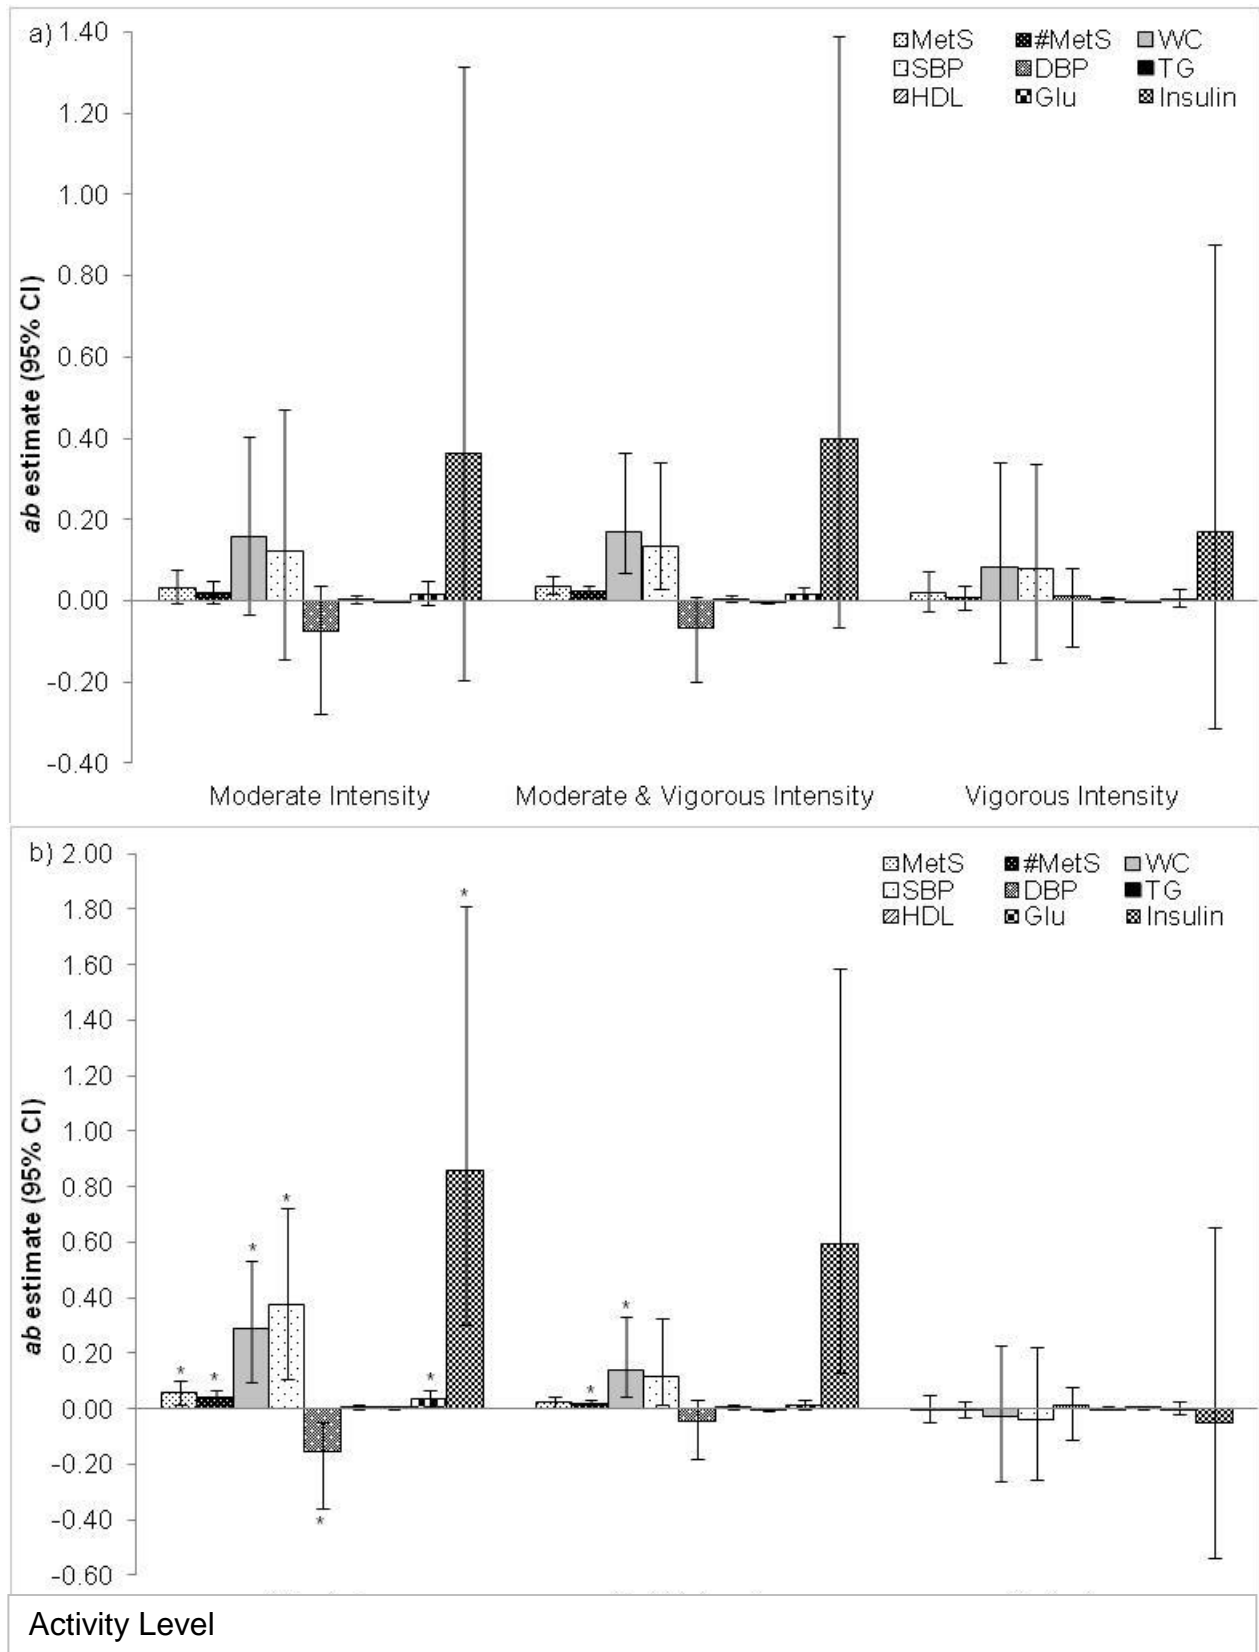 a) 1.40
MetS #MetS WC
SBP DBP TG
HDL Glu Insulin
1.20
1.00
0.80
0.60
0.40
0.20
0.00
-0.20
-0.40
ab estimate (95% CI)
Moderate Intensity Moderate & Vigorous Intensity Vigorous Intensity
b) 2.00
MetS #MetS WC
SBP DBP TG
HDL Glu Insulin
1.80
1.60
1.40
1.20
1.00
0.80
0.60
0.40
0.20
0.00
-0.20
-0.40
-0.60
ab estimate (95% CI)
* * * * * * *
* *
*
Activity Level